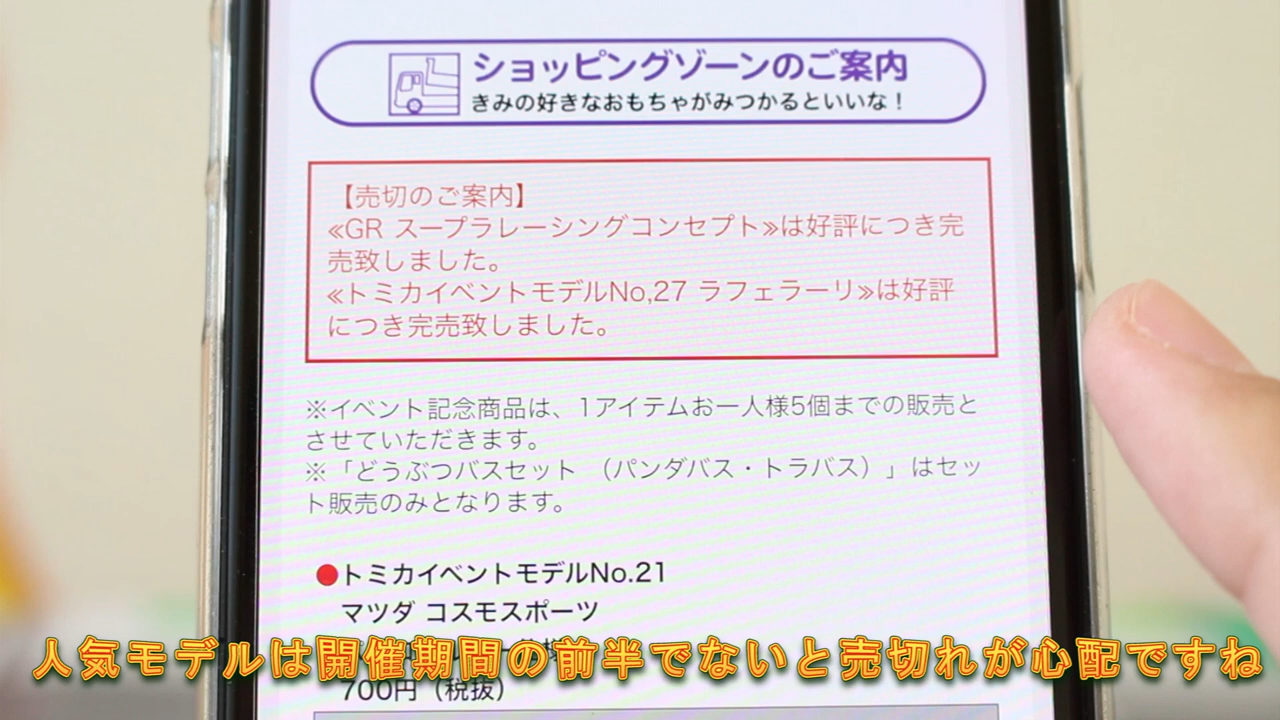 ショッピングゾーンのご案内
きみの好きなおもちゃがみつかるといいな！
【売切のご案内】
≪GR スープラレーシングコンセプト≫は好評につき完
売致しました。
≪トミカイベントモデルNo,27 ラフェラーリ≫は好評
につき完売致しました。
※イベント記念商品は、1アイテムお一人様5個までの販売と
させていただきます。
※「どうぶつバスセット （パンダバス・トラバス）」はセッ
ト販売のみとなります。
●トミカイベントモデルNo.21
マツダ コスモスポーツ
人気モデルは開催期間の前半でないと売切れが心配ですね
700円（税抜）